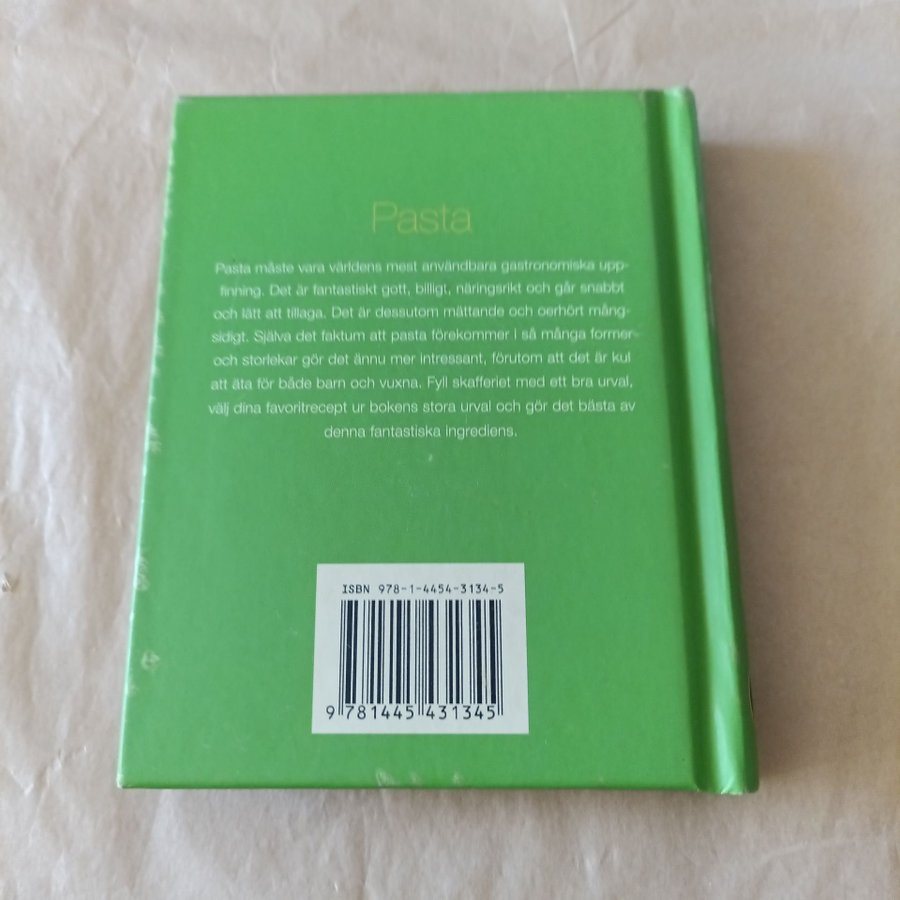 Pasta
Pasta måste vara världens mest användbara gastronomiska upp-
finning. Det är fantastiskt gott, billigt, näringsrikt och går snabbt
och lätt att tillaga. Det är dessutom mättande och oerhört mång-
sidigt. Själva det faktum att pasta förekommer i så många former
och storlekar gör det ännu mer intressant, förutom att det är kul
att äta för både barn och vuxna. Fyll skafferiet med ett bra urval,
välj dina favoritrecept ur bokens stora urval och gör det bästa av
denna fantastiska ingrediens.
ISBN 978-1-4454-3134-5
9 781445 431345